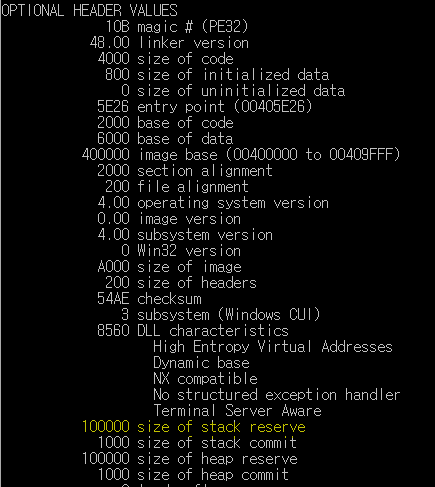 OPTIONAL HEADER VALUES
10B magic # (PE32)
48.00 linker version
4000 size of code
800 size of initialized data
0 size of uninitialized data
5E26 entry point (00405E26)
2000 base of code
6000 base of data
400000 image base (00400000 to 00409FFF)
2000 section alignment
200 file alignment
4.00 operating system version
0.00 image version
4.00 subsystem version
0 Win32 version
A000 size of image
200 size of headers
54AE checksum
3 subsystem (Windows CUI)
8560 DLL characteristics
High Entropy Virtual Addresses
Dynamic base
NX compatible
No structured exception handler
Terminal Server Aware
100000 size of stack reserve
1000 size of stack commit
100000 size of heap reserve
1000 size of heap commit